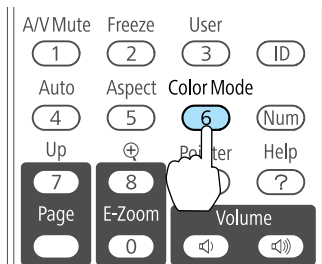 A/V Mute Freeze User
1 2 3 ID
Auto Aspect Color Mode
4 5 6 Num
Up Help
7 8 ?
Page E-Zoom Volume
0